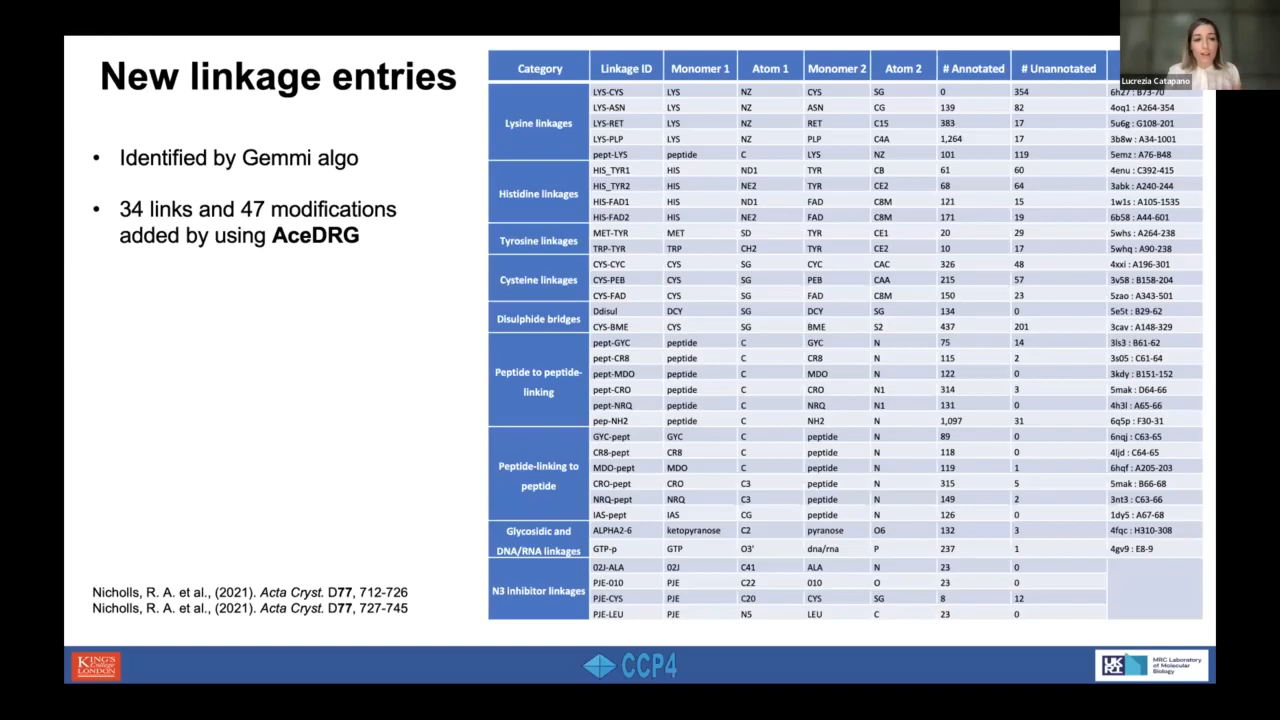 New linkage entries
• Identified by Gemmi algo
• 34 links and 47 modifications
added by using AceDRG
Nicholls, R. A. et al., (2021). Acta Cryst. D77, 712-726
Nicholls, R. A. et al., (2021). Acta Cryst. D77, 727-745
Category Linkage ID Monomer 1 Atom 1 Monomer 2 Atom 2 # Annotated # Unannotated
Lysine linkages
LYS-CYS LYS NZ CYS SG 0 354 6h27 : B73-70
LYS-ASN LYS NZ ASN CG 139 82 4oq1 : A264-354
LYS-RET LYS NZ RET C15 383 17 5u6g : G108-201
LYS-PLP LYS NZ PLP C4A 1,264 17 3b8w : A34-1001
pept-LYS peptide C LYS NZ 101 119 5emz : A76-B48
Histidine linkages
HIS_TYR1 HIS ND1 TYR CB 61 60 4enu : C392-415
HIS_TYR2 HIS NE2 TYR CE2 68 64 3abk : A240-244
HIS-FAD1 HIS ND1 FAD C8M 121 15 1w1s : A105-1535
HIS-FAD2 HIS NE2 FAD C8M 171 19 6b58 : A44-601
Tyrosine linkages
MET-TYR MET SD TYR CE1 20 29 5whs : A264-238
TRP-TYR TRP CH2 TYR CE2 10 17 5whq : A90-238
Cysteine linkages
CYS-CYC CYS SG CYC CAC 326 48 4xxi : A196-301
CYS-PEB CYS SG PEB CAA 215 57 3v58 : B158-204
CYS-FAD CYS SG FAD C8M 150 23 5zao : A343-501
Disulphide bridges
Ddisul DCY SG DCY SG 134 0 5e5t : B29-62
CYS-BME CYS SG BME S2 437 201 3cav : A148-329
Peptide to peptide-
linking
pept-GYC peptide C GYC N 75 14 3ls3 : B61-62
pept-CR8 peptide C CR8 N 115 2 3s05 : C61-64
pept-MDO peptide C MDO N 122 0 3kdy : B151-152
pept-CRO peptide C CRO N1 314 3 5mak : D64-66
pept-NRQ peptide C NRQ N1 131 0 4h3l : A65-66
pep-NH2 peptide C NH2 N 1,097 31 6q5p : F30-31
Peptide-linking to
peptide
GYC-pept GYC C peptide N 89 0 6nqj : C63-65
CR8-pept CR8 C peptide N 118 0 4ljd : C64-65
MDO-pept MDO C peptide N 119 1 6hqf : A205-203
CRO-pept CRO C3 peptide N 315 5 5mak : B66-68
NRQ-pept NRQ C3 peptide N 149 2 3nt3 : C63-66
IAS-pept IAS CG peptide N 126 0 1dy5 : A67-68
Glycosidic and
DNA/RNA linkages
ALPHA2-6 ketopyranose C2 pyranose O6 132 3 4fqc : H310-308
GTP-p GTP O3' dna/rna P 237 1 4gv9 : E8-9
N3 inhibitor linkages
02J-ALA 02J C41 ALA N 23 0
PJE-010 PJE C22 010 O 23 0
PJE-CYS PJE C20 CYS SG 8 12
PJE-LEU PJE N5 LEU C 23 0
Lucrezia Catapano
KING'S
College
LONDON
CCP4
UK
RI
MRC Laboratory
of Molecular
Biology